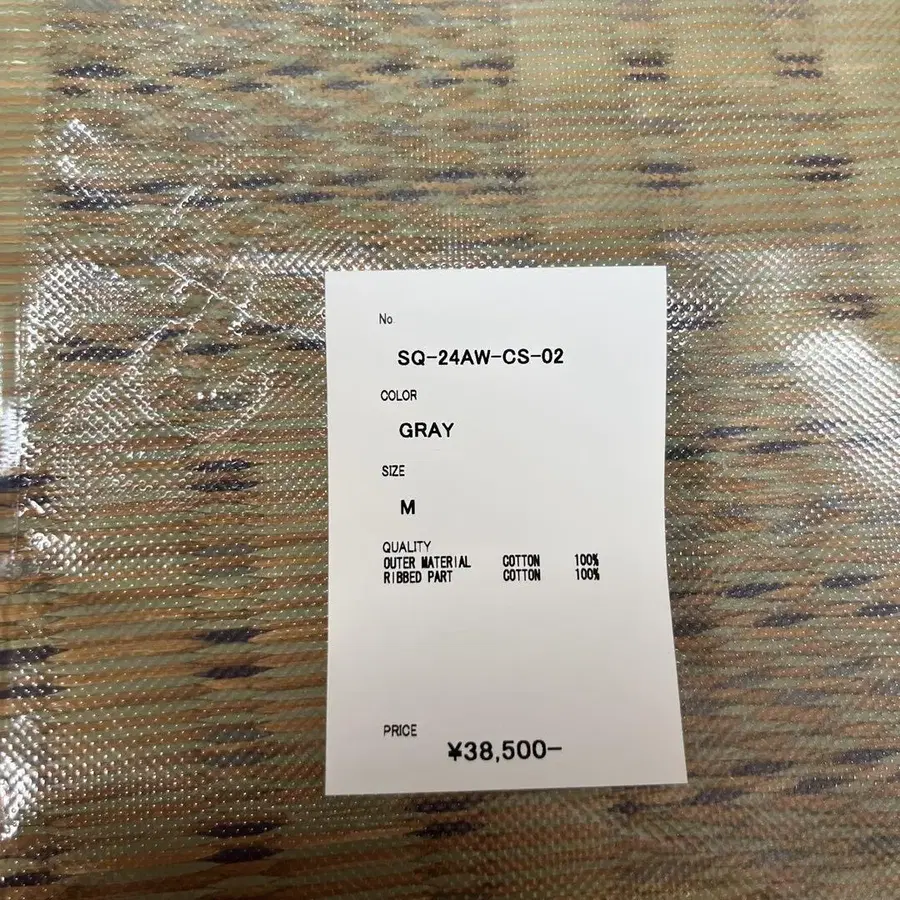 No.
SQ-24AW-CS-02
COLOR
GRAY
SIZE
M
QUALITY
OUTER MATERIAL COTTON 100%
RIBBED PART COTTON 100%
PRICE
¥38,500−